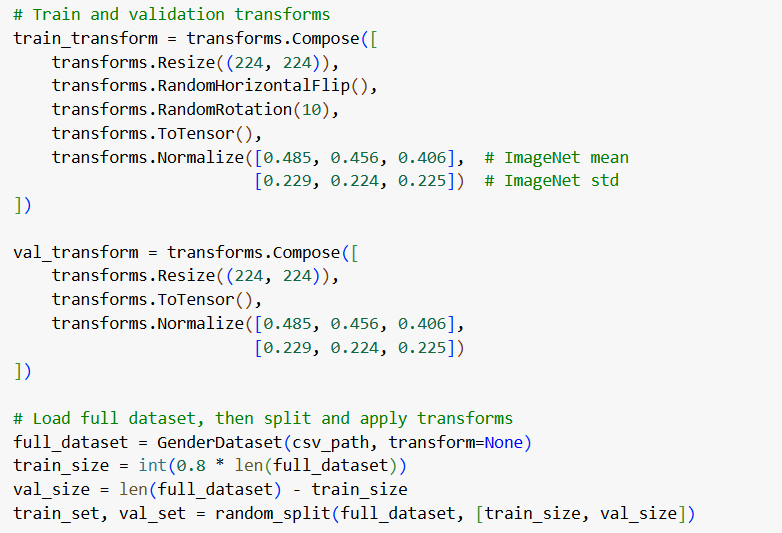 # Train and validation transforms
train_transform = transforms.Compose([
    transforms.Resize((224, 224)),
    transforms.RandomHorizontalFlip(),
    transforms.RandomRotation(10),
    transforms.ToTensor(),
    transforms.Normalize([0.485, 0.456, 0.406],  # ImageNet mean
                         [0.229, 0.224, 0.225])  # ImageNet std
])

val_transform = transforms.Compose([
    transforms.Resize((224, 224)),
    transforms.ToTensor(),
    transforms.Normalize([0.485, 0.456, 0.406],
                         [0.229, 0.224, 0.225])
])

# Load full dataset, then split and apply transforms
full_dataset = GenderDataset(csv_path, transform=None)
train_size = int(0.8 * len(full_dataset))
val_size = len(full_dataset) - train_size
train_set, val_set = random_split(full_dataset, [train_size, val_size])